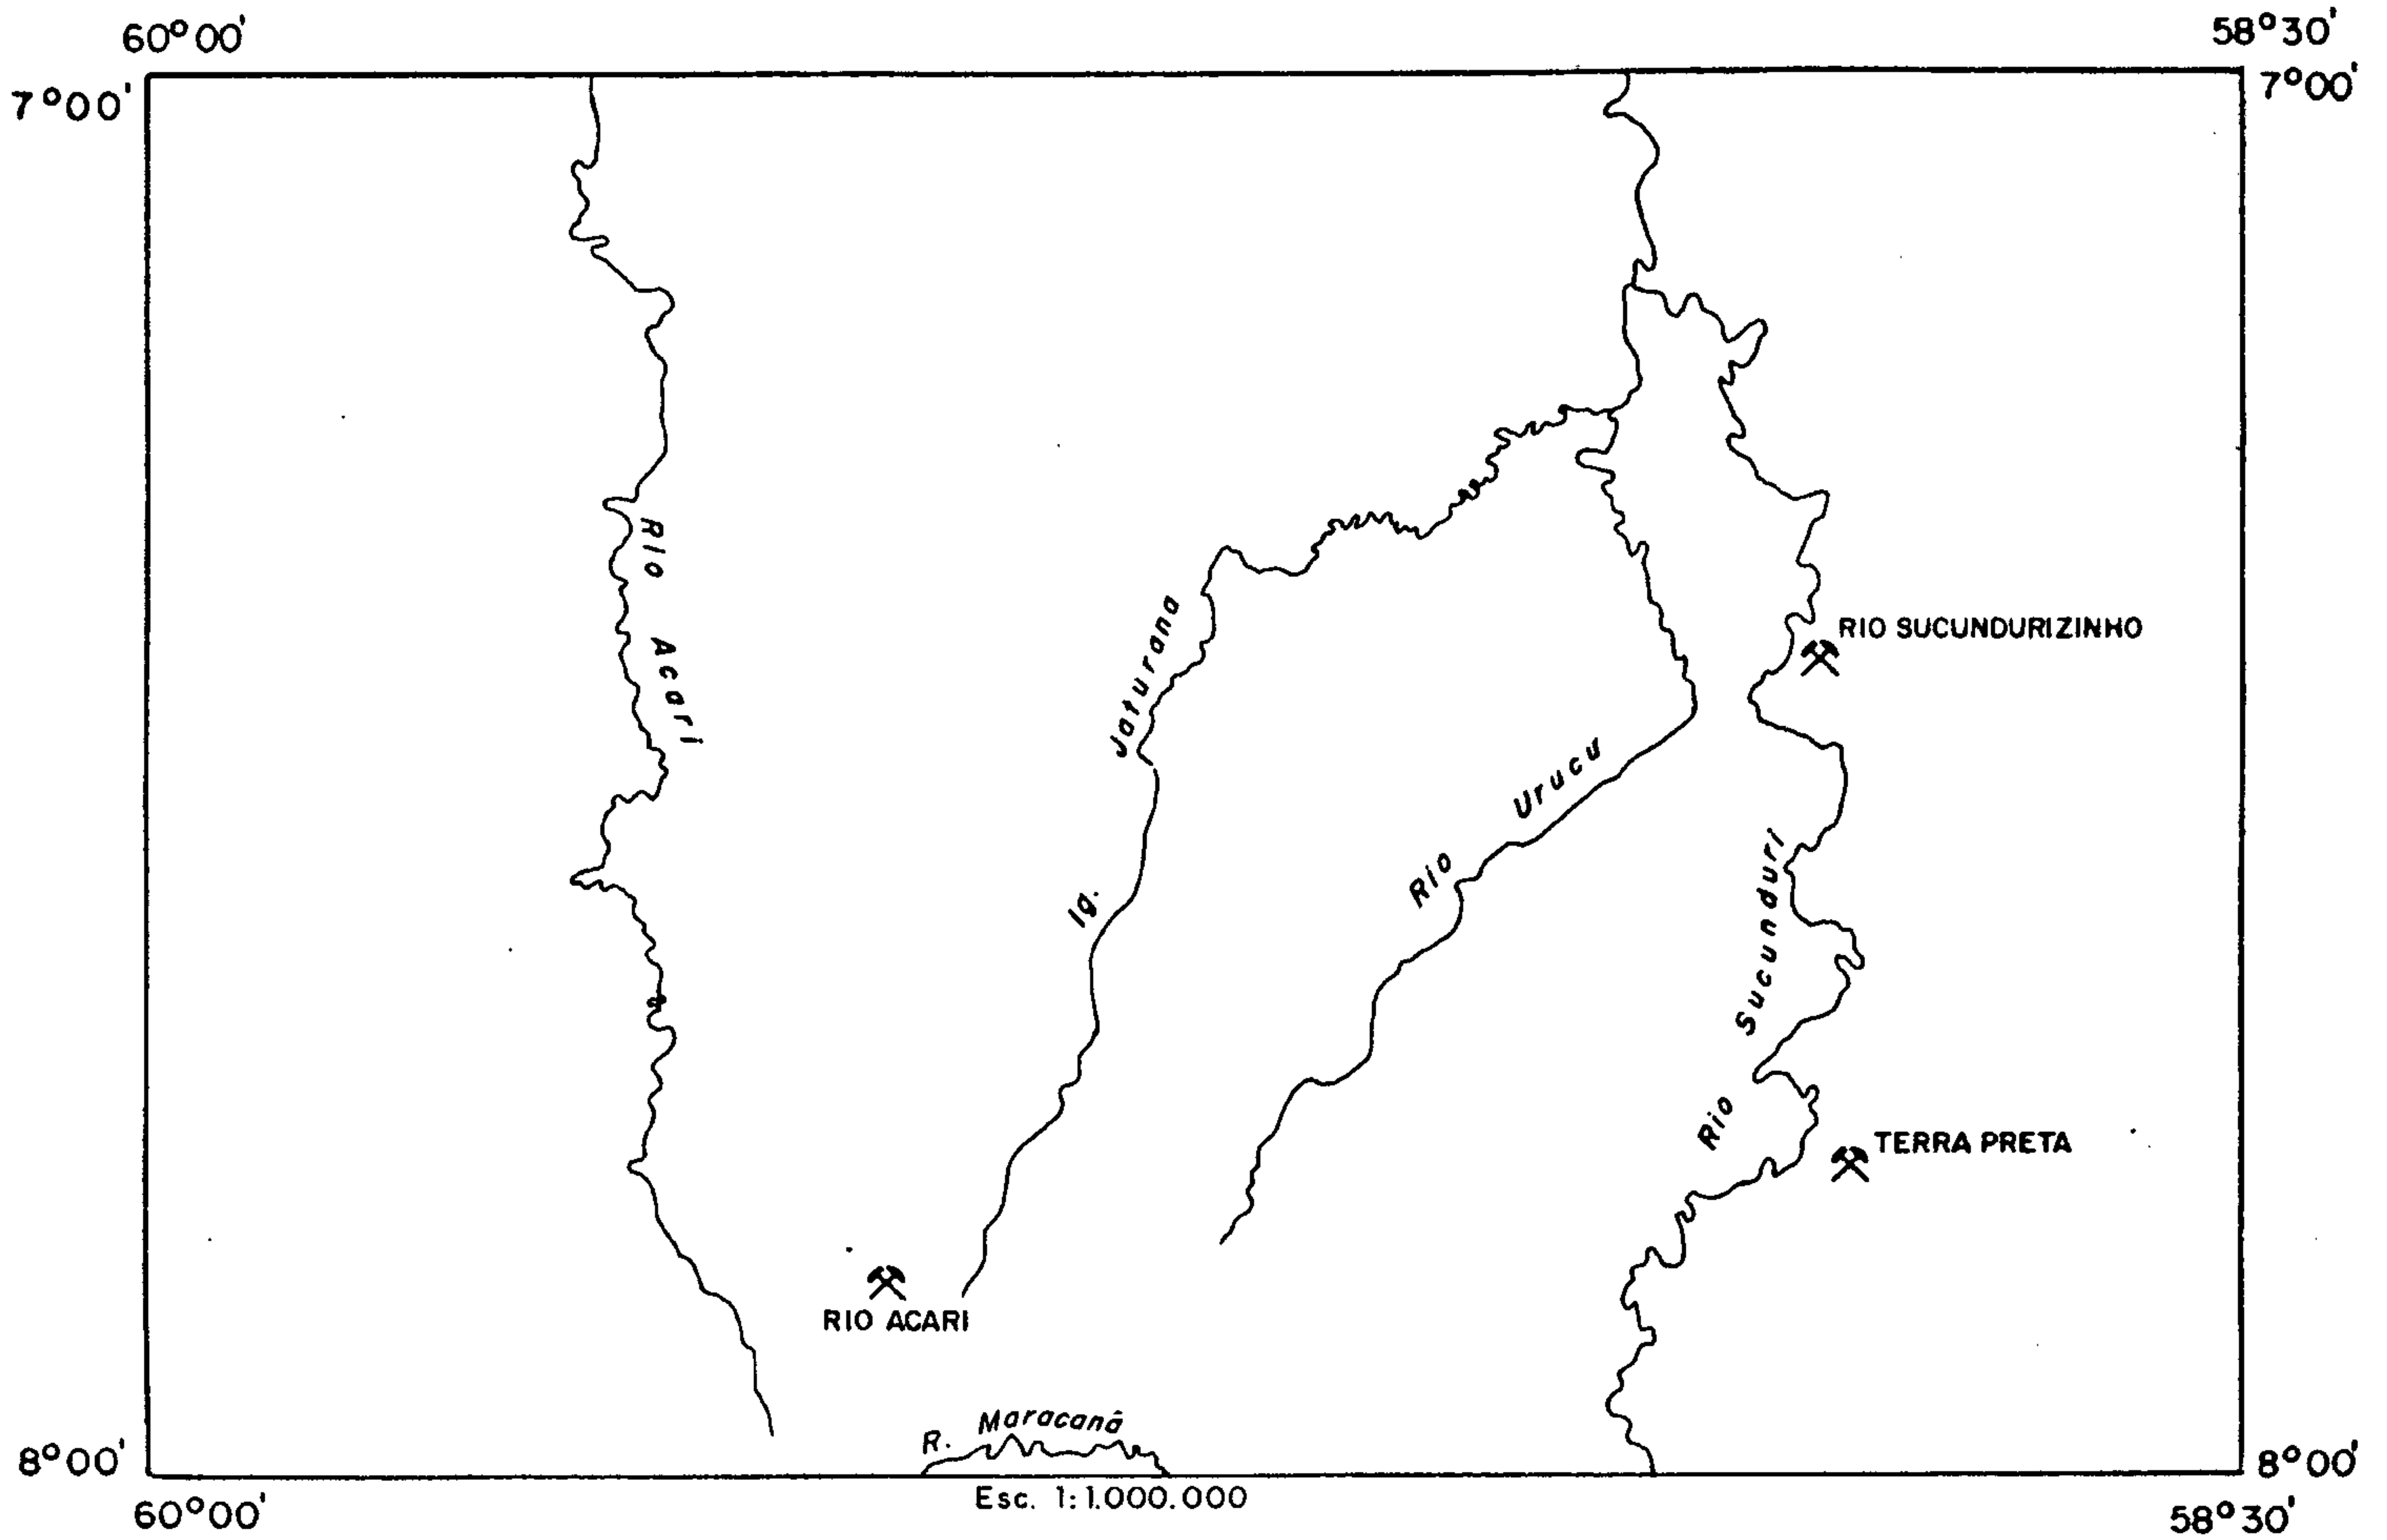 60°00'
58°30'
7°00'
7°00'
RIO Acari
Ig. Jaturana
RIO SUCUNDURIZINHO
Rio Urucu
Rio Sucunduri
TERRA PRETA
RIO ACARI
R. Maracanã
8°00'
8°00'
Esc. 1:1.000.000
60°00'
58°30'